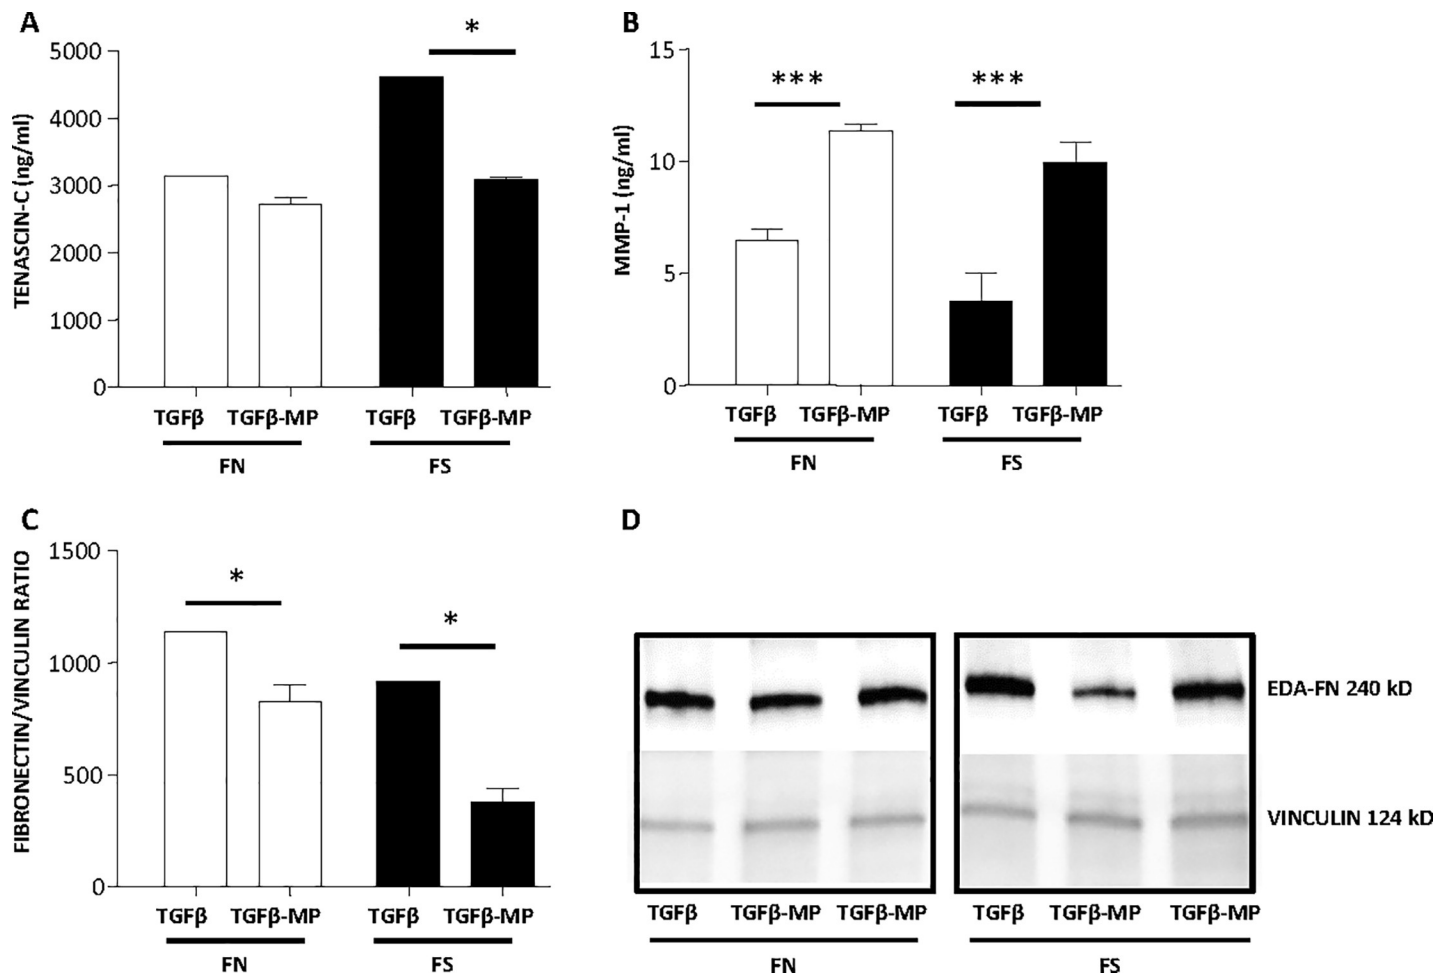 A
TENASCIN-C (ng/ml)
5000
4000
3000
2000
1000
0
*
TGFβ TGFβ-MP TGFβ TGFβ-MP
FN FS
B
MMP-1 (ng/ml)
15
10
5
0
*** ***
TGFβ TGFβ-MP TGFβ TGFβ-MP
FN FS
C
FIBRONECTIN/VINCULIN RATIO
1500
1000
500
0
* *
TGFβ TGFβ-MP TGFβ TGFβ-MP
FN FS
D
EDA-FN 240 kD
VINCULIN 124 kD
TGFβ TGFβ-MP TGFβ-MP TGFβ TGFβ-MP TGFβ-MP
FN FS